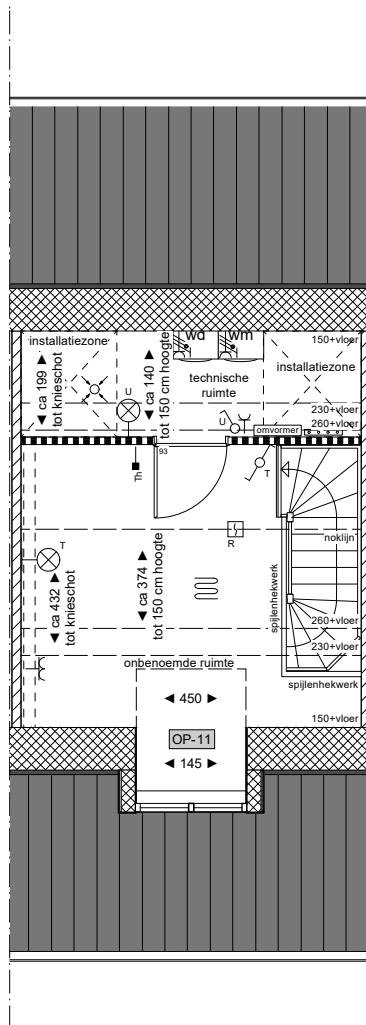 wd
wm
installatiezone
150+vloer
installatiezone
technische
ruimte
◄ ca 199 ►
tot knieschot
◄ ca 140 ►
tot 150 cm hoogte
U
U
230+vloer
260+vloer
omvormer
93
Th
T
T
R
noklijn
◄ ca 432 ►
tot knieschot
◄ ca 374 ►
tot 150 cm hoogte
spijlenhekwerk
260+vloer
230+vloer
onbenoemde ruimte
spijlenhekwerk
◄ 450 ►
150+vloer
OP-11
◄ 145 ►